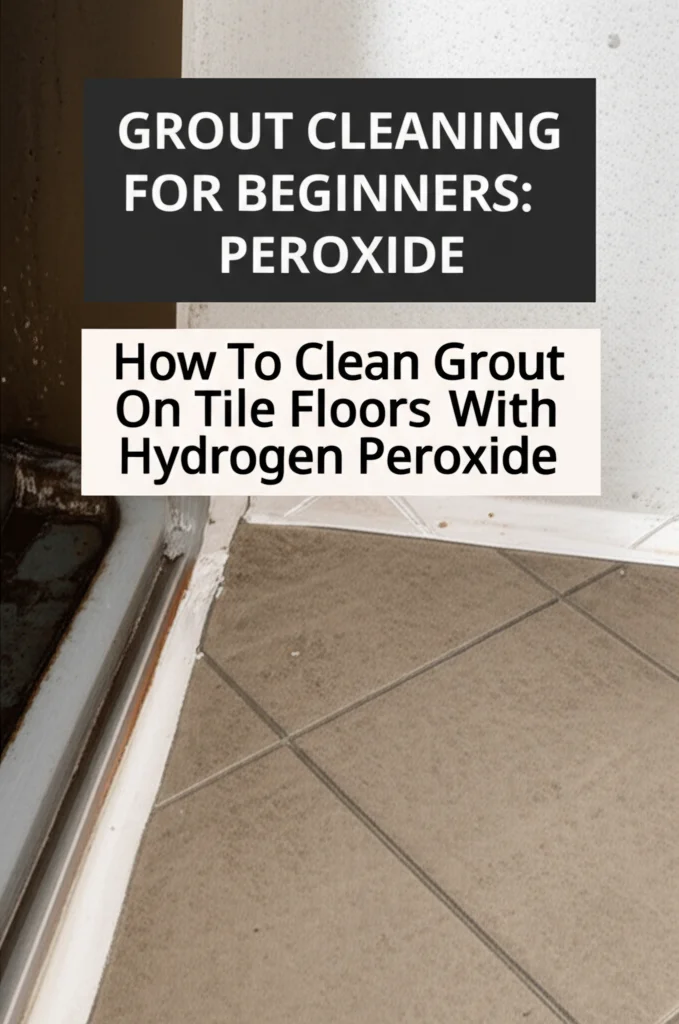 GROUT CLEANING
FOR BEGINNERS:
PEROXIDE
How To Clean Grout
On Tile Floors With
Hydrogen Peroxide